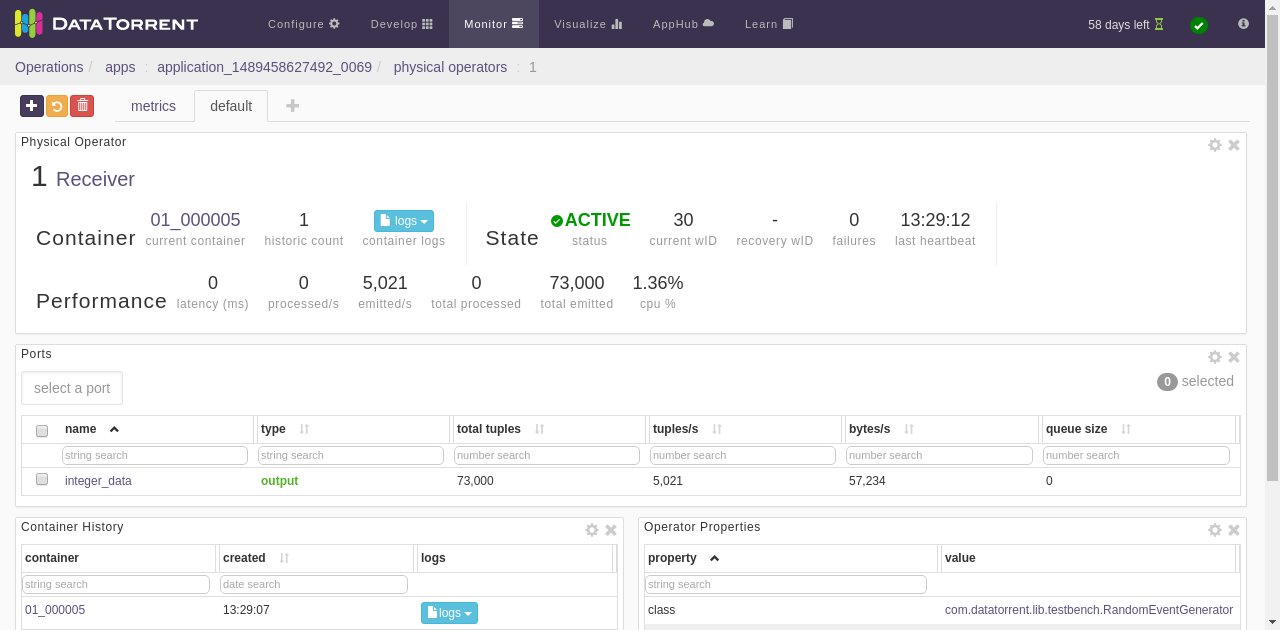 DATATORRENT Configure Develop Monitor Visualize AppHub Learn 58 days left
Operations / apps : application_1489458627492_0069 / physical operators : 1
metrics default
Physical Operator
1 Receiver
Container 01_000005 1 logs State ACTIVE 30 - 0 13:29:12
current container historic count container logs status current wID recovery wID failures last heartbeat
Performance 0 0 5,021 0 73,000 1.36%
latency (ms) processed/s emitted/s total processed total emitted cpu %
Ports
select a port 0 selected
name type total tuples tuples/s bytes/s queue size
string search string search number search number search number search number search
integer_data output 73,000 5,021 57,234 0
Container History Operator Properties
container created logs property value
string search date search string search
01_000005 13:29:07 logs class com.datatorrent.lib.testbench.RandomEventGenerator